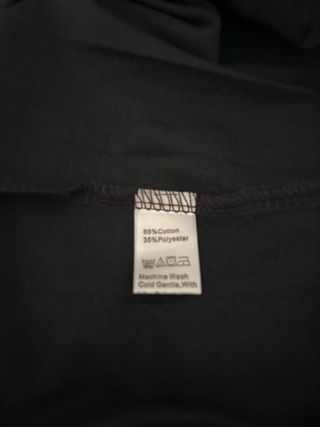 65%Cotton
35%Polyester
Machine Wash
Cold Gentle,With